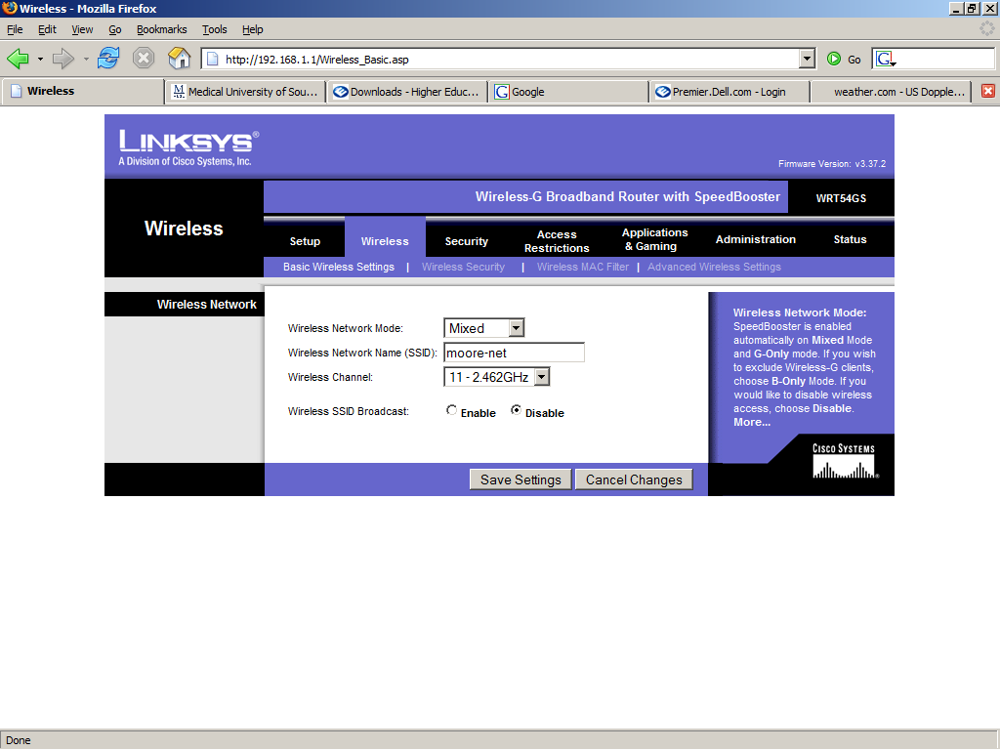 Wireless - Mozilla Firefox
File Edit View Go Bookmarks Tools Help
http://192.168.1.1/Wireless_Basic.asp
Go
G
Wireless
Medical University of Sou...
Downloads - Higher Educ...
Google
Premier.Dell.com - Login
weather.com - US Dopple...
LINKSYS®
A Division of Cisco Systems, Inc.
Firmware Version: v3.37.2
Wireless-G Broadband Router with SpeedBooster
WRT54GS
Wireless
Setup
Wireless
Security
Access
Restrictions
Applications
& Gaming
Administration
Status
Basic Wireless Settings | Wireless Security | Wireless MAC Filter | Advanced Wireless Settings
Wireless Network
Wireless Network Mode: Mixed
Wireless Network Name (SSID): moore-net
Wireless Channel: 11 - 2.462GHz
Wireless SSID Broadcast: Enable Disable
Wireless Network Mode:
SpeedBooster is enabled
automatically on Mixed Mode
and G-Only mode. If you wish
to exclude Wireless-G clients,
choose B-Only Mode. If you
would like to disable wireless
access, choose Disable.
More...
CISCO SYSTEMS
Save Settings Cancel Changes
Done